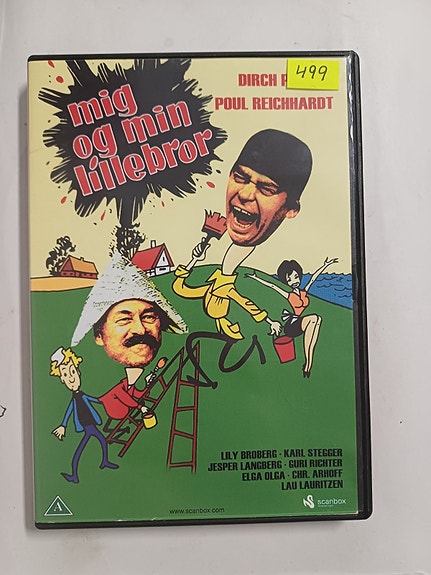 499
DIRCH
POUL REICHHARDT
mig
og min
lillebror
LILY BROBERG · KARL STEGGER
JESPER LANGBERG · GURI RICHTER
ELGA OLGA · CHR. ARHOFF
LAU LAURITZEN
A
www.scanbox.com
scanbox